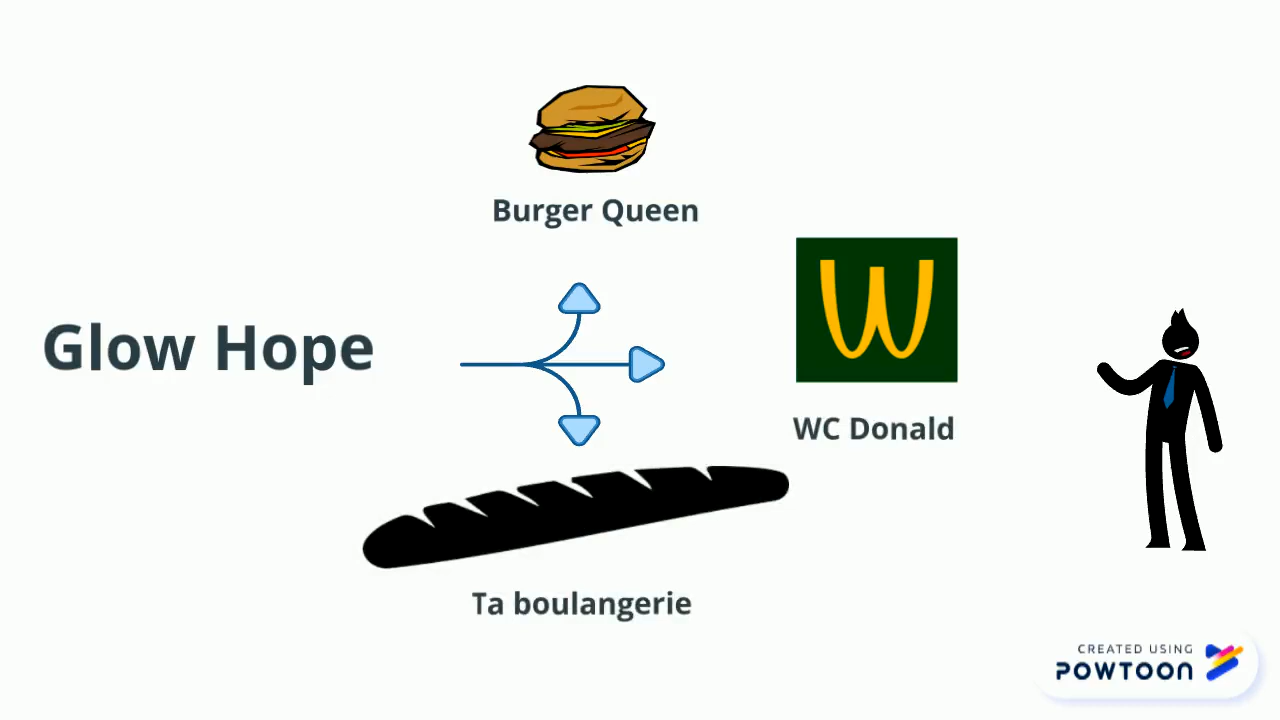 Burger Queen
Glow Hope
W
WC Donald
Ta boulangerie
CREATED USING
POWTOON